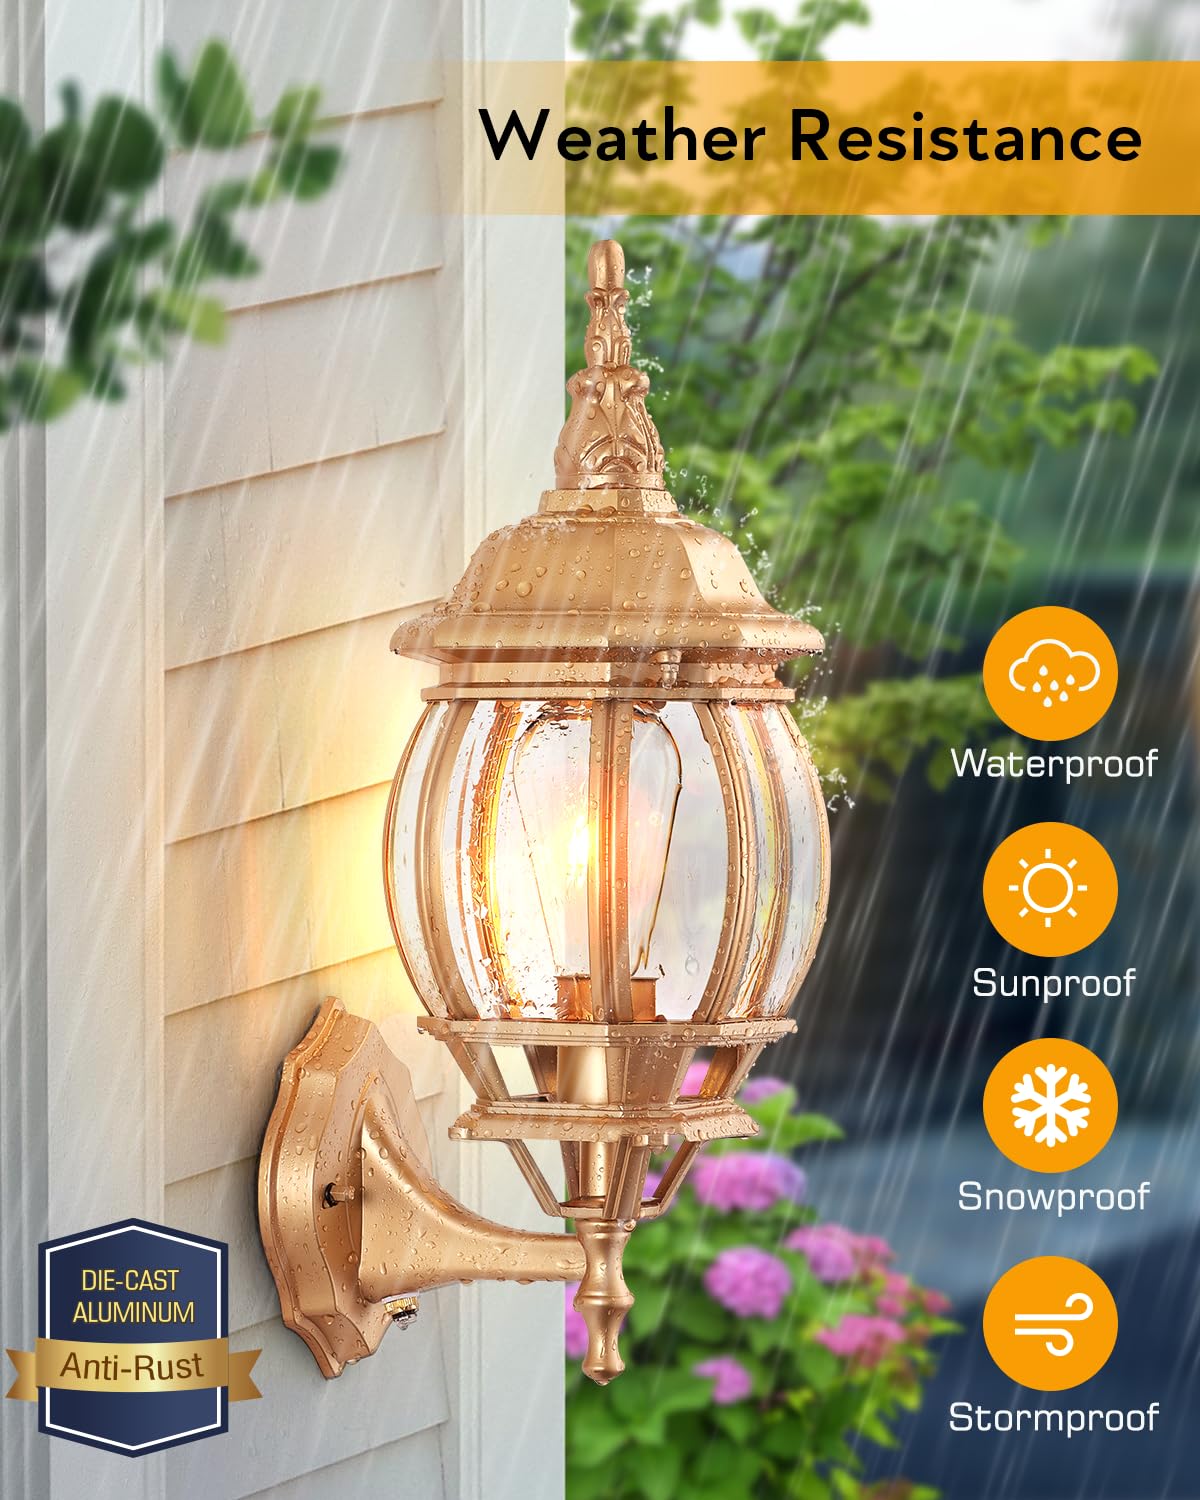 Weather Resistance
Waterproof
Sunproof
Snowproof
Stormproof
DIE-CAST
ALUMINUM
Anti-Rust